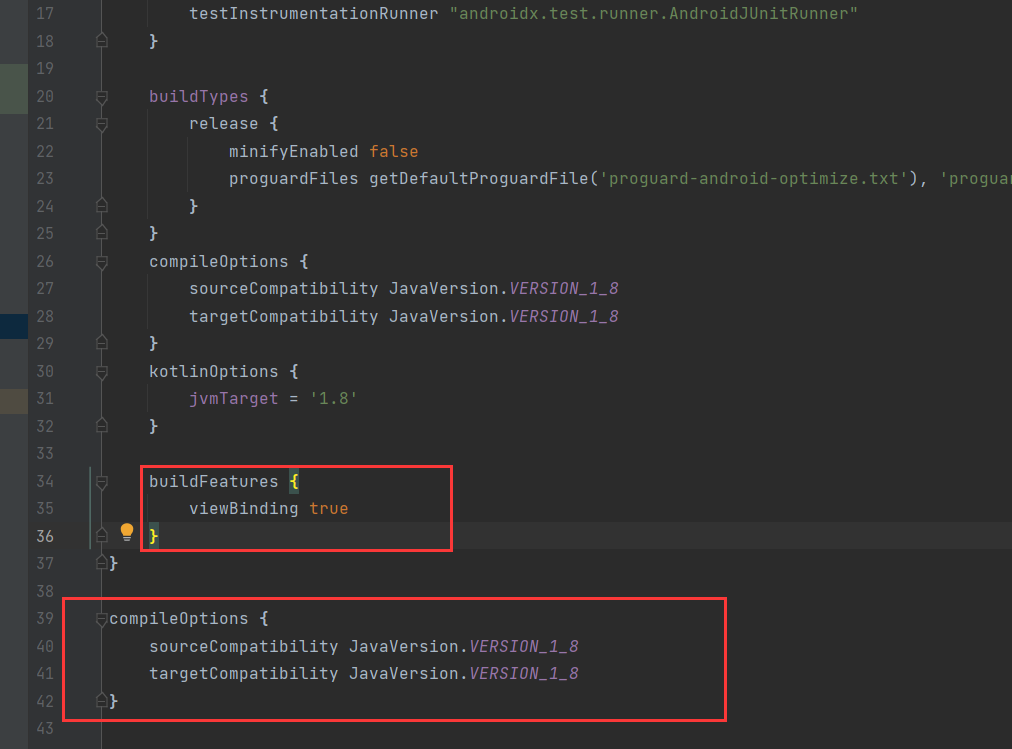 17 testInstrumentationRunner "androidx.test.runner.AndroidJUnitRunner"
18 }
19
20 buildTypes {
21 release {
22 minifyEnabled false
23 proguardFiles getDefaultProguardFile('proguard-android-optimize.txt'), 'proguar
24 }
25 }
26 compileOptions {
27 sourceCompatibility JavaVersion.VERSION_1_8
28 targetCompatibility JavaVersion.VERSION_1_8
29 }
30 kotlinOptions {
31 jvmTarget = '1.8'
32 }
33
34 buildFeatures {
35 viewBinding true
36 }
37 }
38
39 compileOptions {
40 sourceCompatibility JavaVersion.VERSION_1_8
41 targetCompatibility JavaVersion.VERSION_1_8
42 }
43